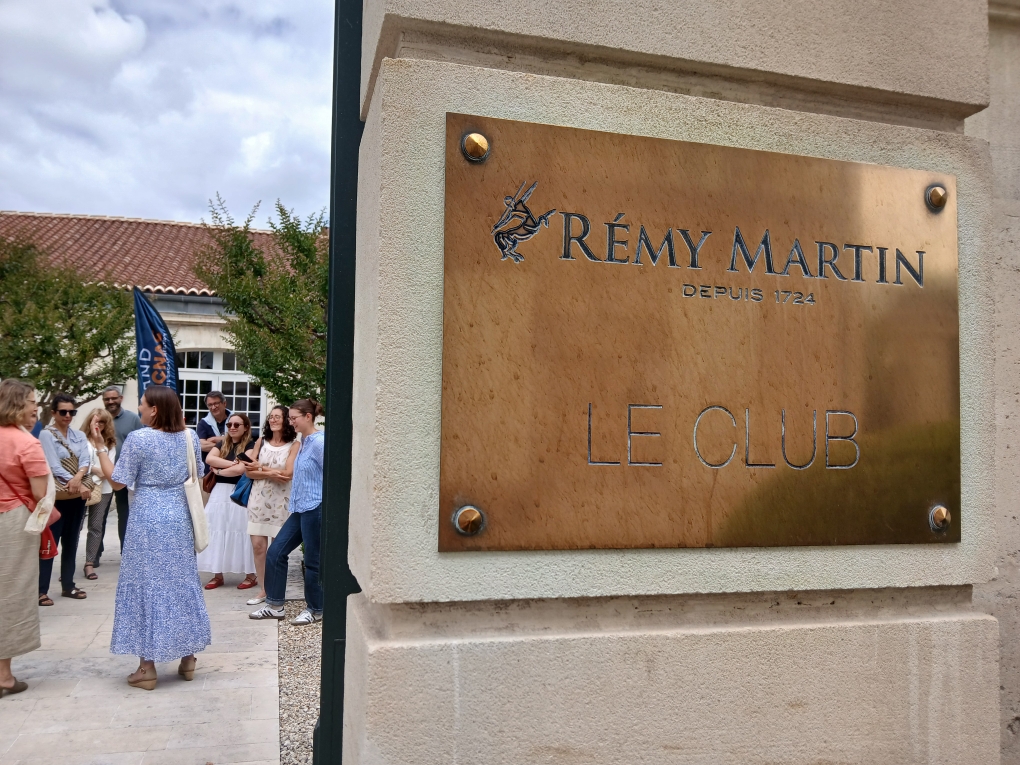 RÉMY MARTIN
DEPUIS 1724
LE CLUB